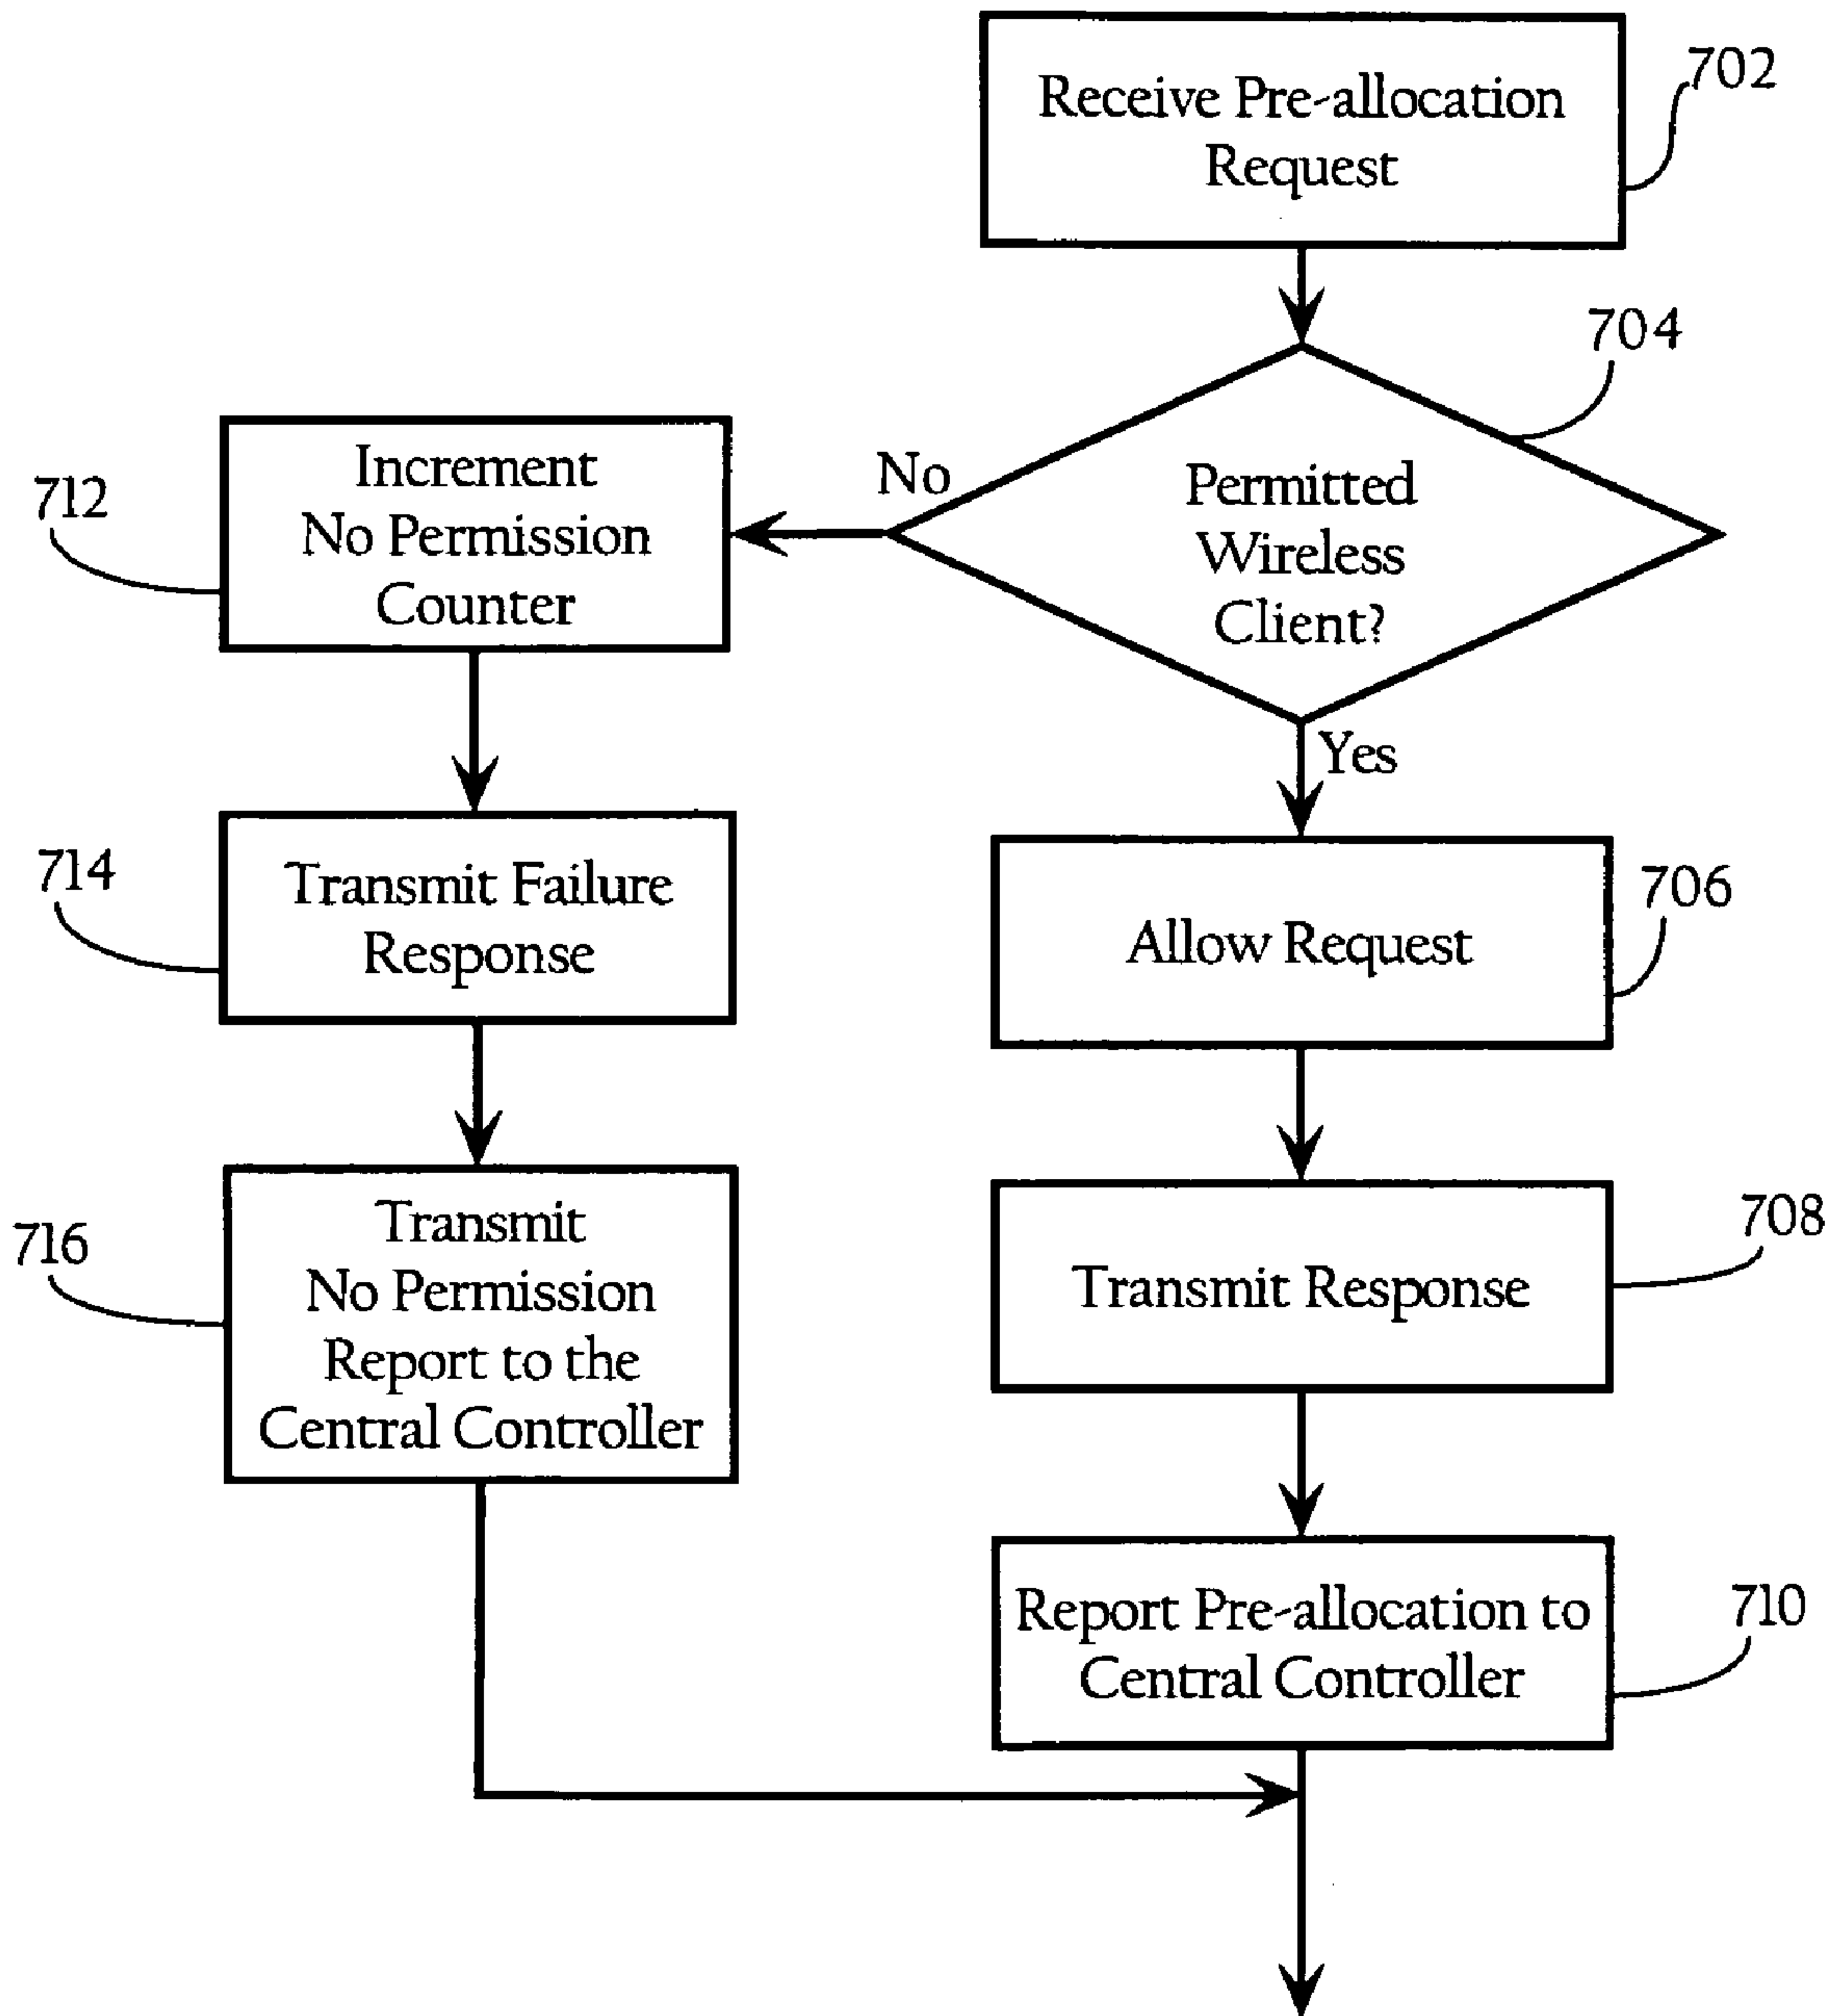 Receive Pre-allocation
Request
702
704
Permitted
Wireless
Client?
No
Yes
Increment
No Permission
Counter
712
Transmit Failure
Response
714
Allow Request
706
Transmit
No Permission
Report to the
Central Controller
716
Transmit Response
708
Report Pre-allocation to
Central Controller
710